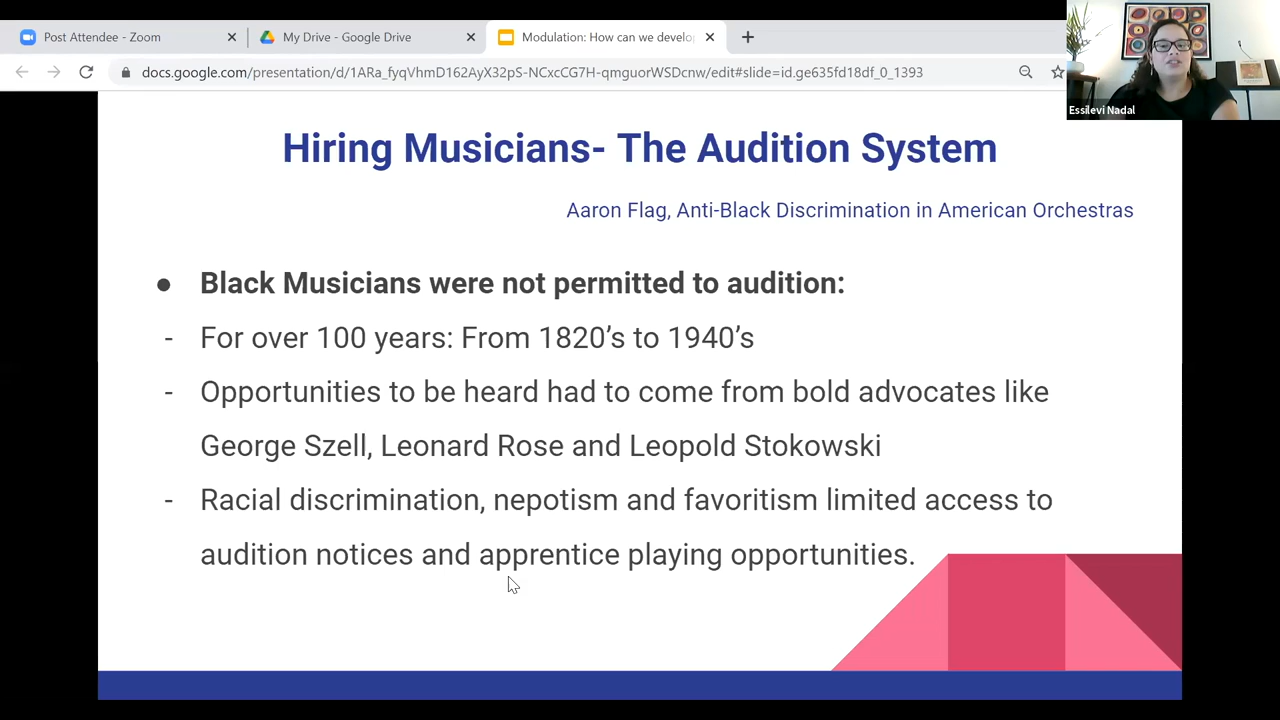 Post Attendee - Zoom
My Drive - Google Drive
Modulation: How can we develo
docs.google.com/presentation/d/1ARa_fyqVhmD162AyX32pS-NCxcCG7H-qmguorWSDcnw/edit#slide=id.ge635fd18df_0_1393
Essilevi Nadal
Hiring Musicians- The Audition System
Aaron Flag, Anti-Black Discrimination in American Orchestras
● Black Musicians were not permitted to audition:
- For over 100 years: From 1820’s to 1940’s
- Opportunities to be heard had to come from bold advocates like
George Szell, Leonard Rose and Leopold Stokowski
- Racial discrimination, nepotism and favoritism limited access to
audition notices and apprentice playing opportunities.